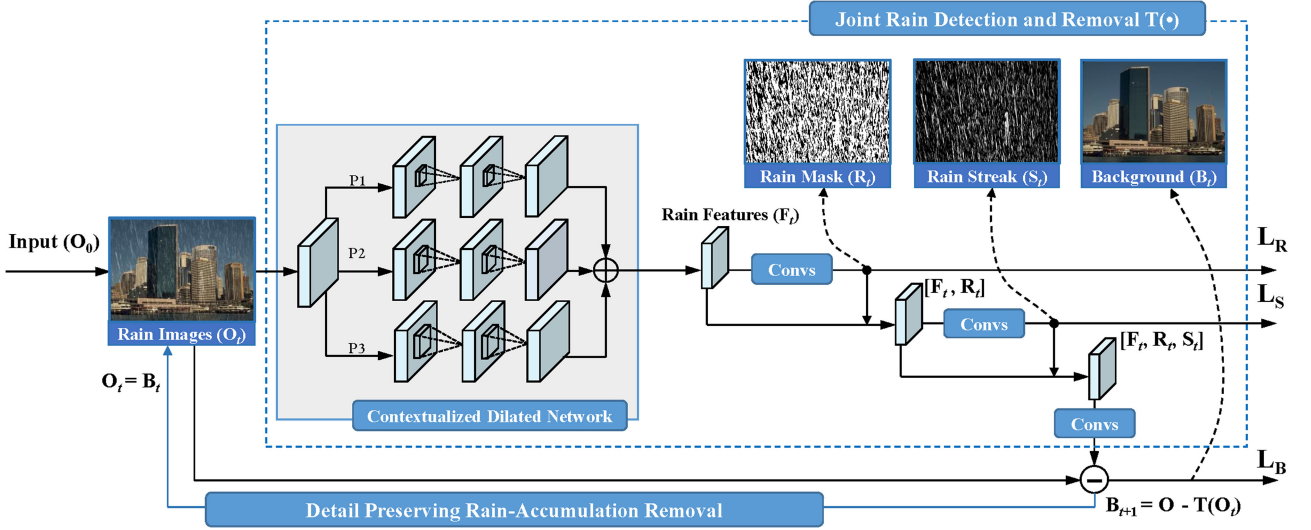 Joint Rain Detection and Removal T(•)
Rain Mask (Rt)
Rain Streak (St)
Background (Bt)
P1
P2
P3
Input (O0)
Rain Images (Ot)
Rain Features (Ft)
Convs
LR
[Ft , Rt]
Convs
LS
[Ft, Rt, St]
Convs
Ot = Bt
Contextualized Dilated Network
LB
Bt+1 = O - T(Ot)
Detail Preserving Rain-Accumulation Removal